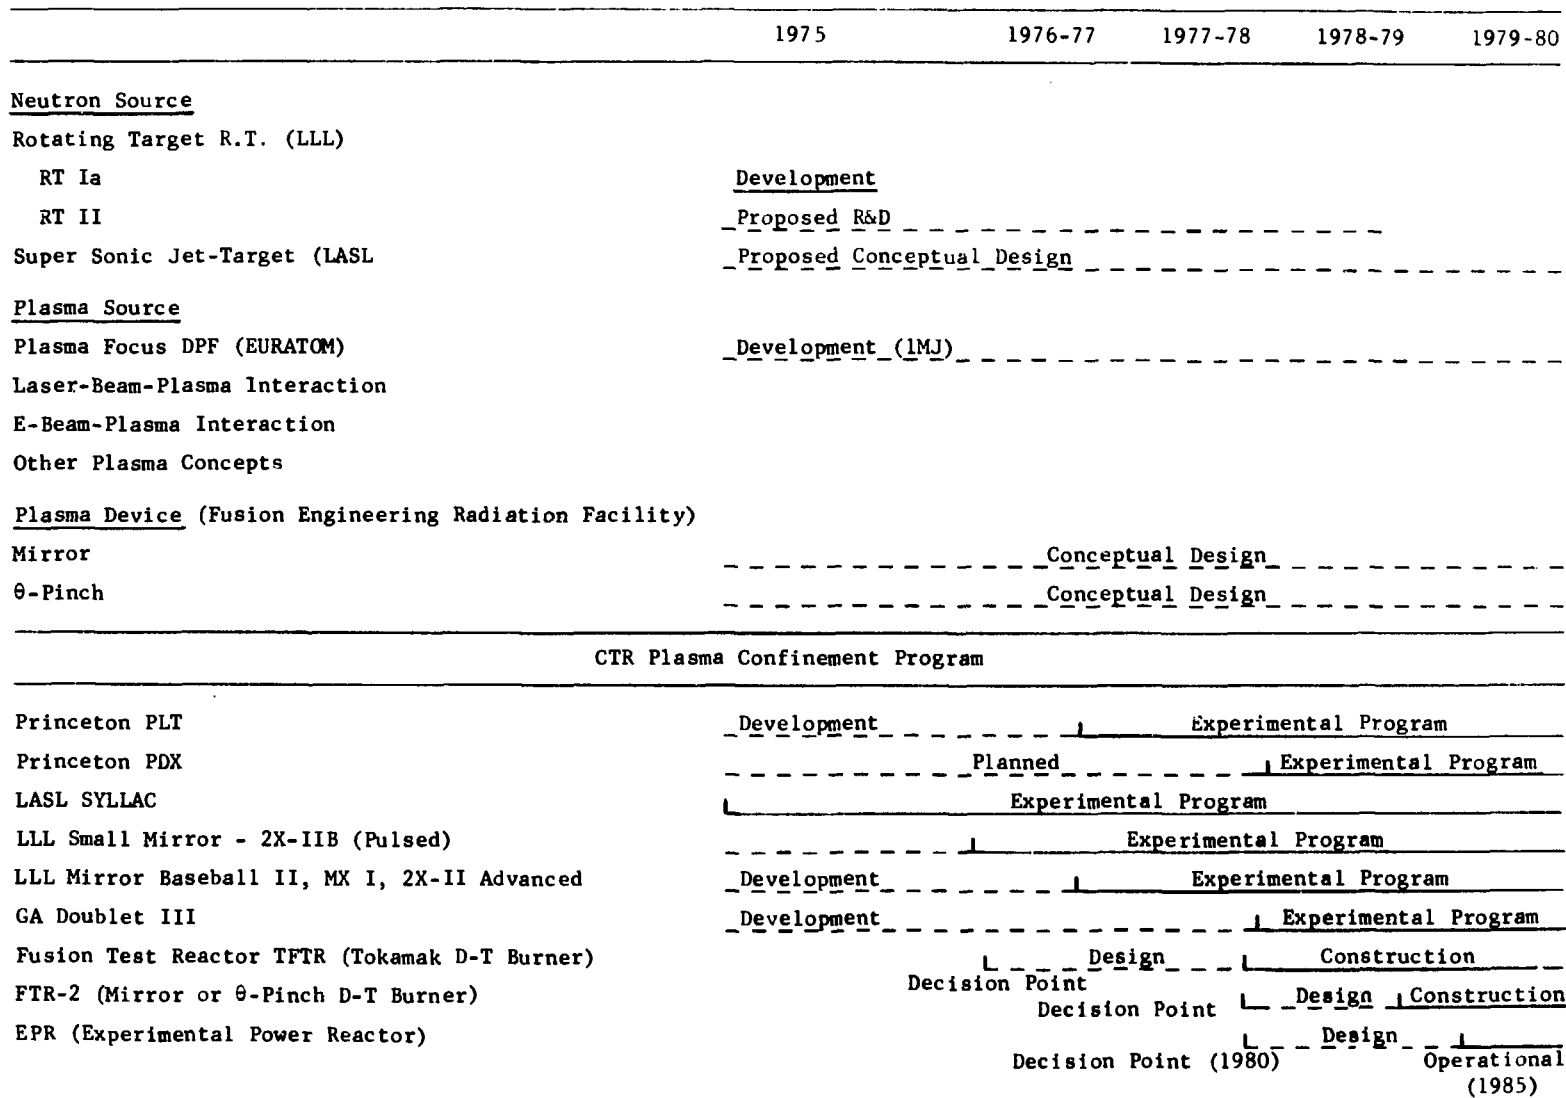 1975 1976-77 1977-78 1978-79 1979-80
Neutron Source
Rotating Target R.T. (LLL)
RT Ia Development
RT II Proposed R&D
Super Sonic Jet-Target (LASL Proposed Conceptual Design
Plasma Source
Plasma Focus DPF (EURATOM) Development (1MJ)
Laser-Beam-Plasma Interaction
E-Beam-Plasma Interaction
Other Plasma Concepts
Plasma Device (Fusion Engineering Radiation Facility)
Mirror Conceptual Design
θ-Pinch Conceptual Design
CTR Plasma Confinement Program
Princeton PLT Development Experimental Program
Princeton PDX Planned Experimental Program
LASL SYLLAC Experimental Program
LLL Small Mirror - 2X-IIB (Pulsed) Experimental Program
LLL Mirror Baseball II, MX I, 2X-II Advanced Development Experimental Program
GA Doublet III Development Experimental Program
Fusion Test Reactor TFTR (Tokamak D-T Burner) Design Construction
Decision Point
FTR-2 (Mirror or θ-Pinch D-T Burner) Design Construction
Decision Point
EPR (Experimental Power Reactor) Design
Decision Point (1980) Operational
(1985)